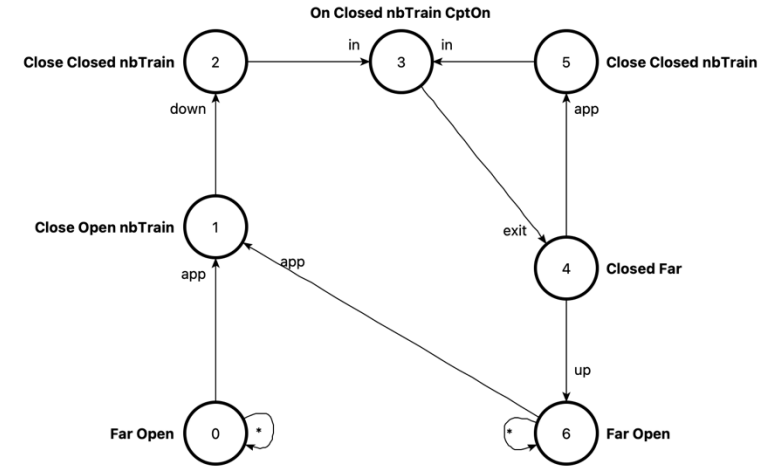 On Closed nbTrain CptOn
Close Closed nbTrain 2 in 3 in 5 Close Closed nbTrain
down app
Close Open nbTrain 1
app app exit 4 Closed Far
up
Far Open 0 * * 6 Far Open